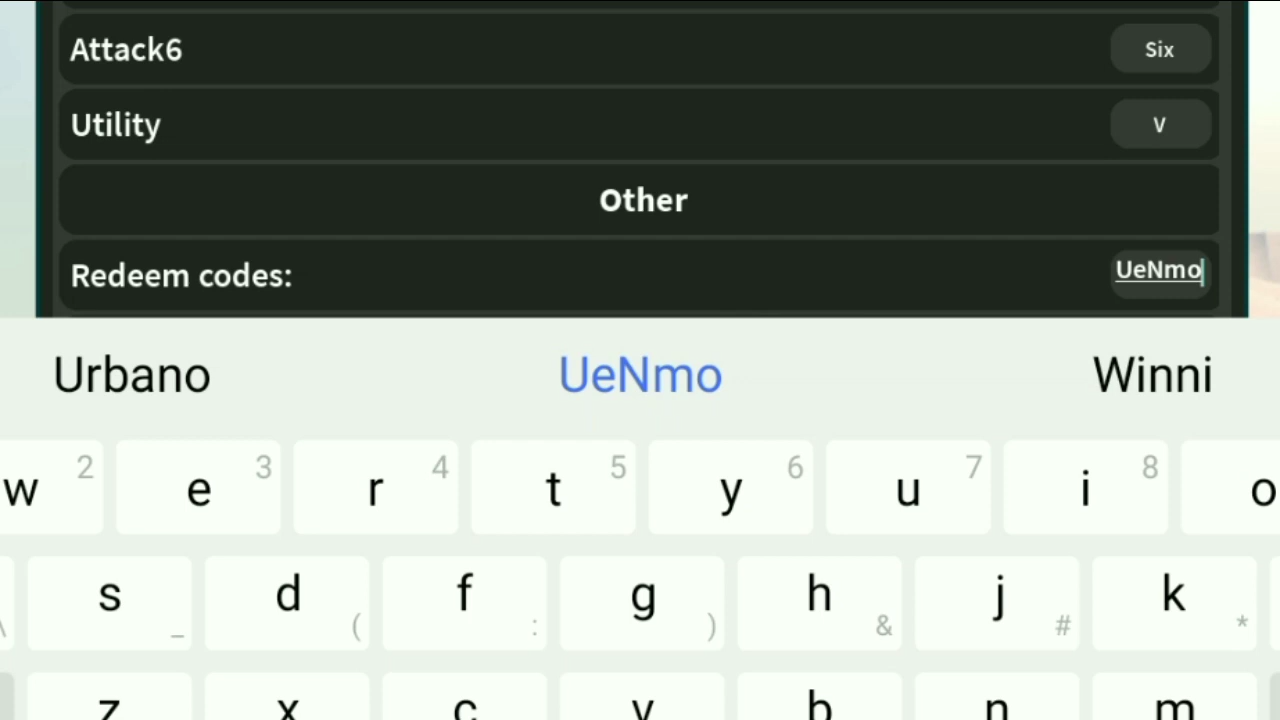 Attack6 Six
Utility V
Other
Redeem codes: UeNmo
Urbano UeNmo Winni
w 2 e 3 r 4 t 5 y 6 u 7 i 8 o
\ s _ d ( f : g ) h & j # k *
z x c v b n m